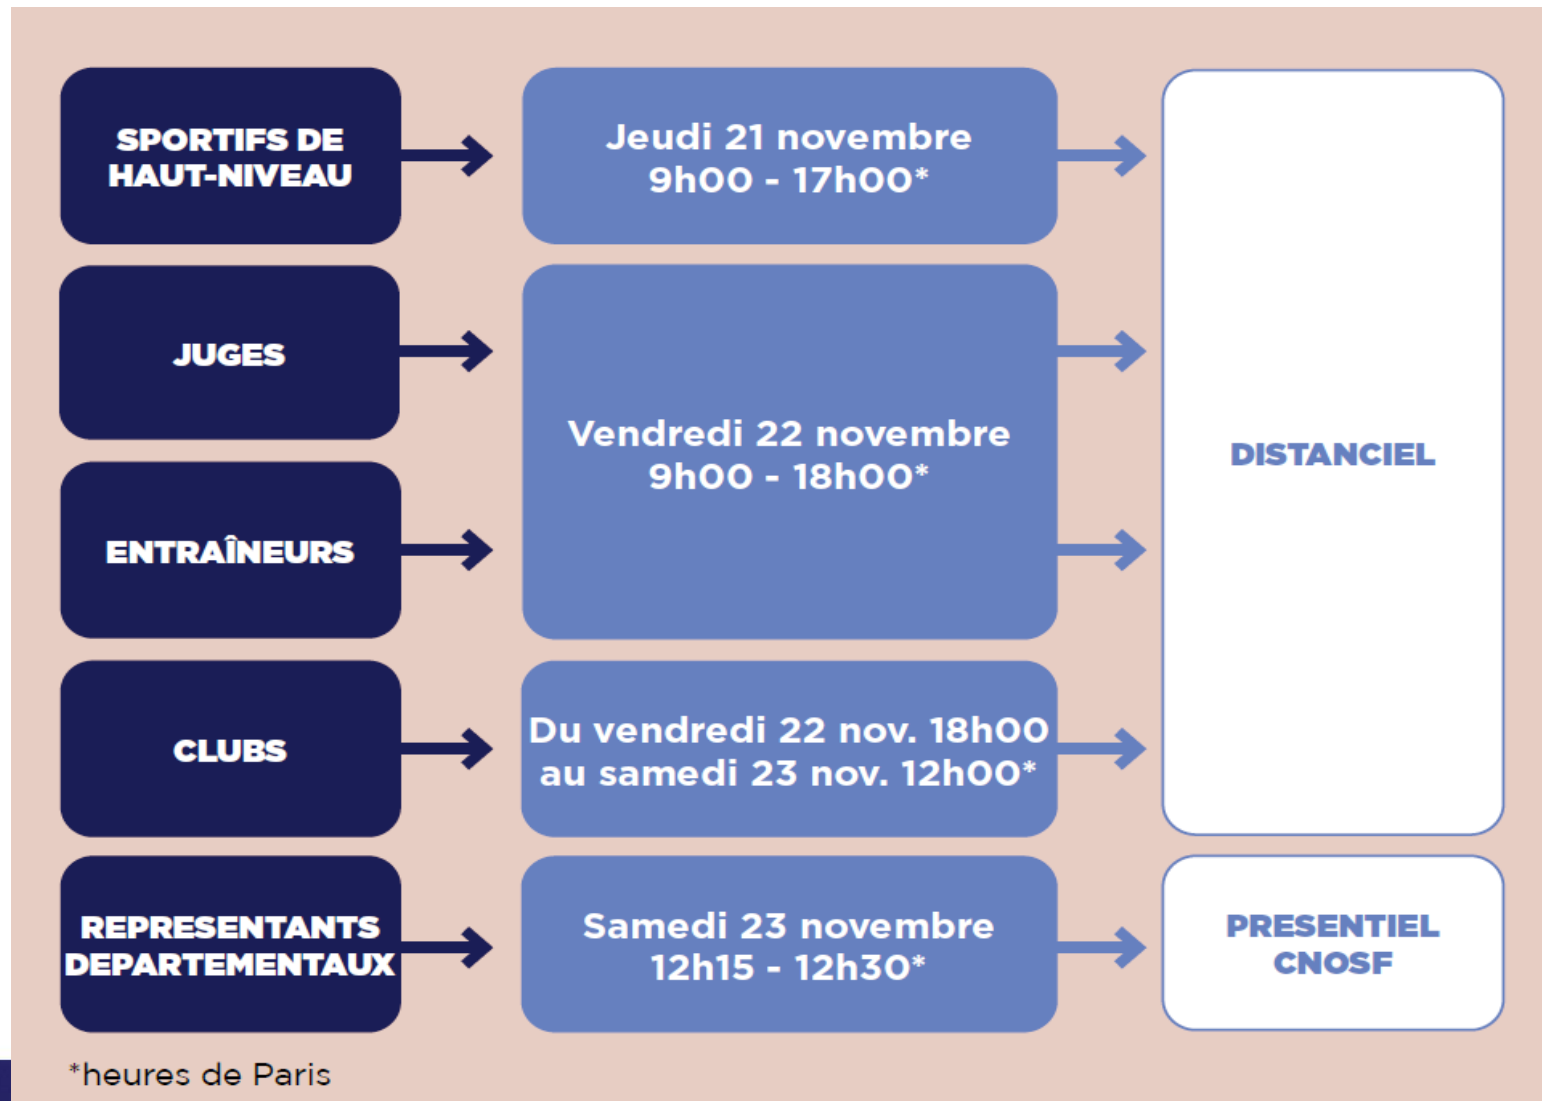 SPORTIFS DE
HAUT-NIVEAU
Jeudi 21 novembre
9h00 - 17h00*
JUGES
Vendredi 22 novembre
9h00 - 18h00*
ENTRAÎNEURS
DISTANCIEL
CLUBS
Du vendredi 22 nov. 18h00
au samedi 23 nov. 12h00*
REPRESENTANTS
DEPARTEMENTAUX
Samedi 23 novembre
12h15 - 12h30*
PRESENTIEL
CNOSF
*heures de Paris